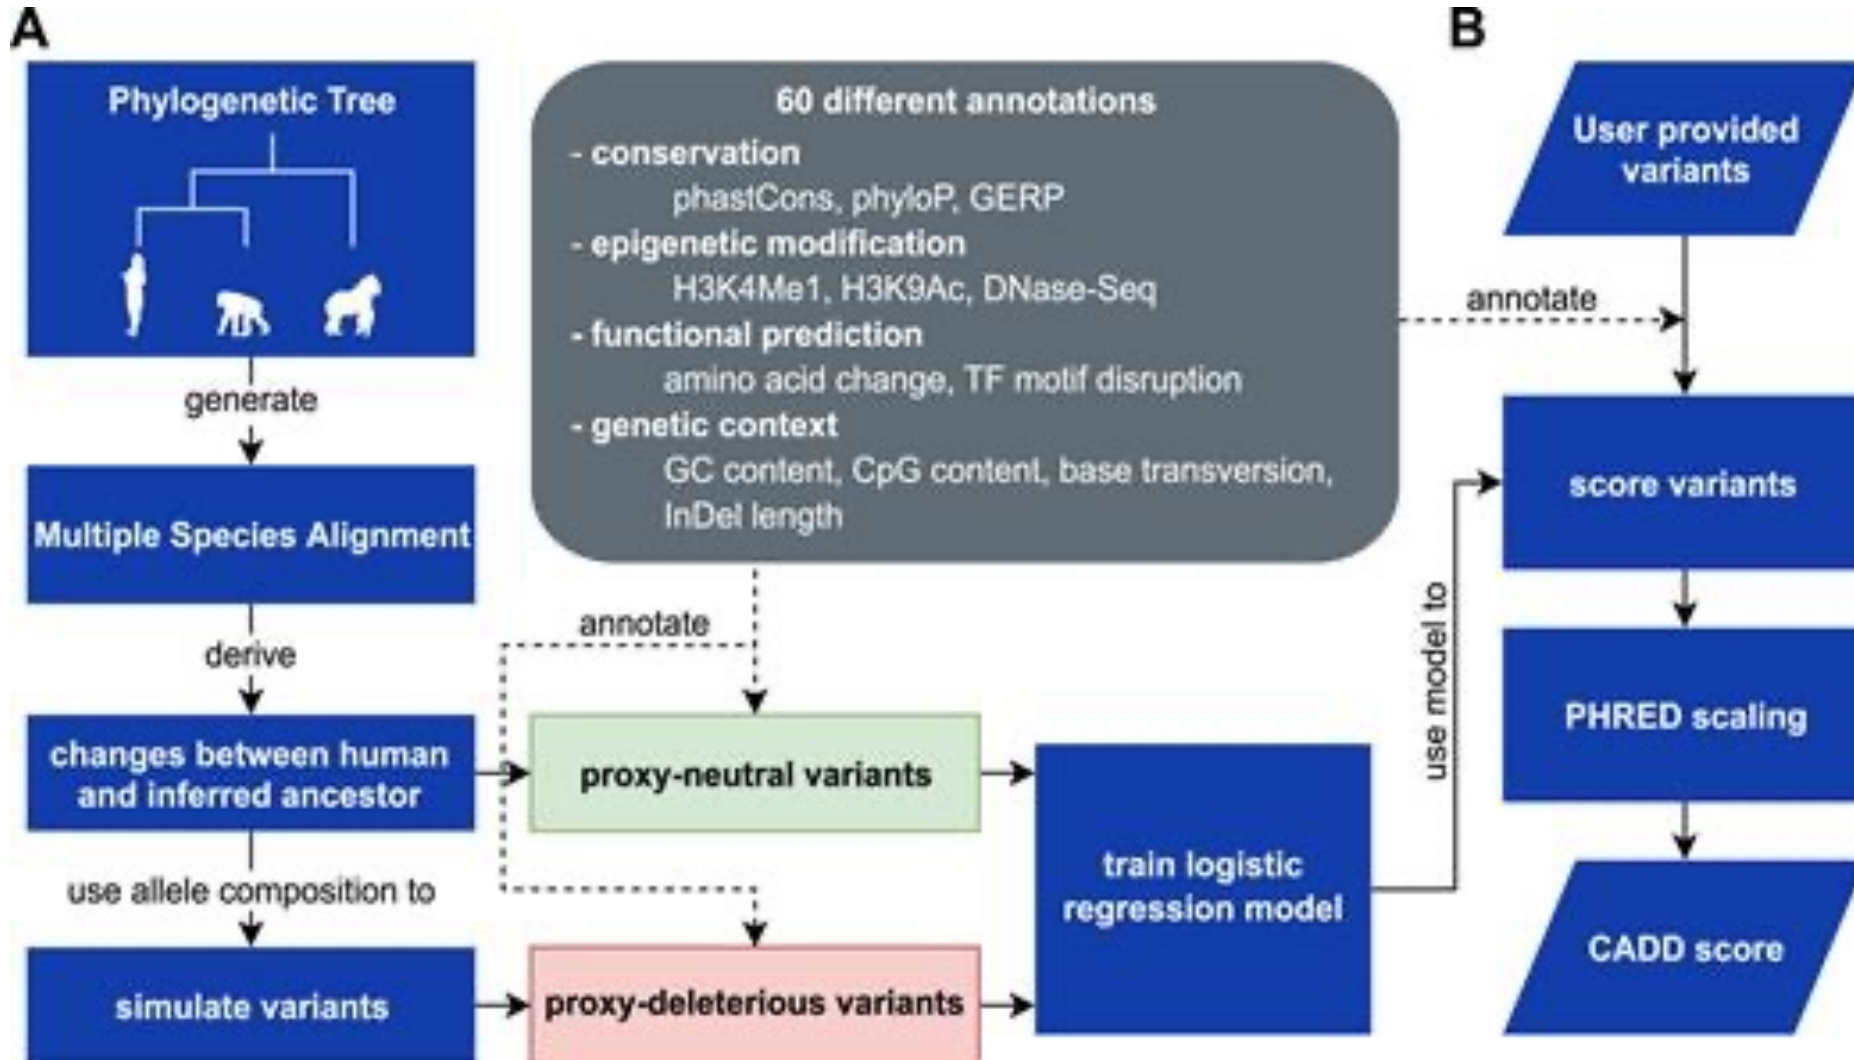 A
Phylogenetic Tree
generate
Multiple Species Alignment
derive
changes between human
and inferred ancestor
use allele composition to
simulate variants
60 different annotations
- conservation
phastCons, phyloP, GERP
- epigenetic modification
H3K4Me1, H3K9Ac, DNase-Seq
- functional prediction
amino acid change, TF motif disruption
- genetic context
GC content, CpG content, base transversion,
InDel length
annotate
proxy-neutral variants
proxy-deleterious variants
train logistic
regression model
use model to
B
User provided
variants
annotate
score variants
PHRED scaling
CADD score